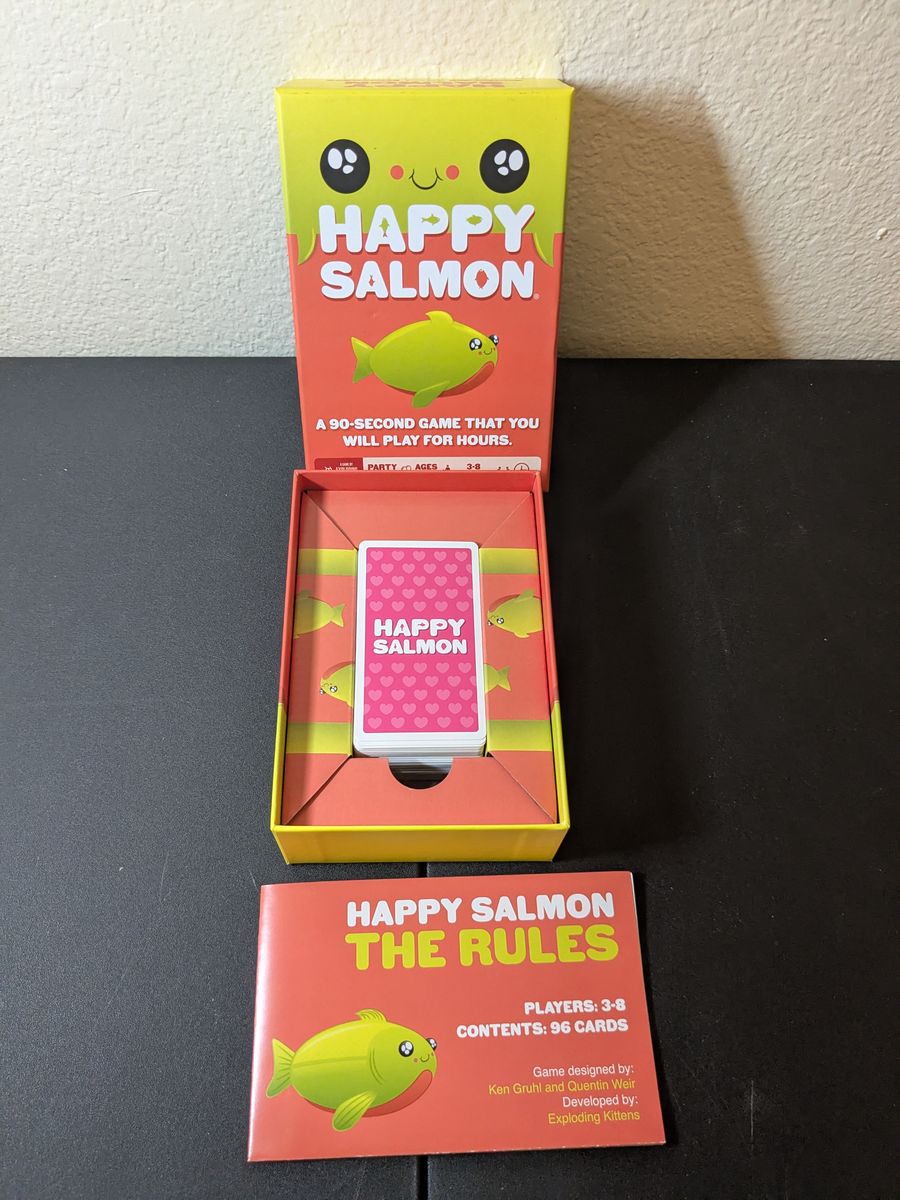 HAPPY
SALMON
A 90-SECOND GAME THAT YOU
WILL PLAY FOR HOURS.
PARTY AGES 3-8
HAPPY
SALMON
HAPPY SALMON
THE RULES
PLAYERS: 3-8
CONTENTS: 96 CARDS
Game designed by:
Ken Gruhl and Quentin Weir
Developed by:
Exploding Kittens